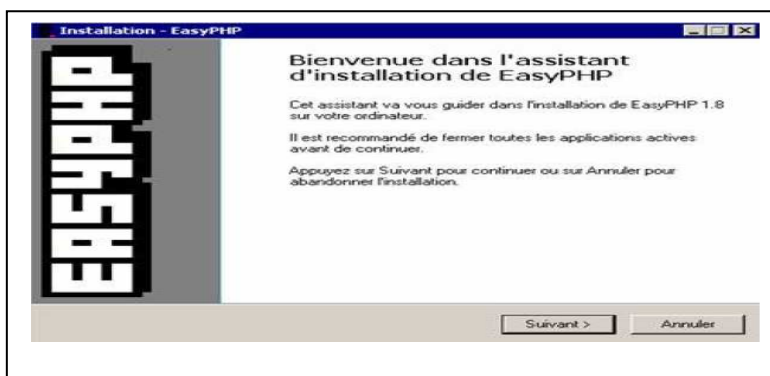 Installation - EasyPHP
EASYPHP
Bienvenue dans l'assistant
d'installation de EasyPHP
Cet assistant va vous guider dans l'installation de EasyPHP 1.8
sur votre ordinateur.
Il est recommandé de fermer toutes les applications actives
avant de continuer.
Appuyez sur Suivant pour continuer ou sur Annuler pour
abandonner l'installation.
Suivant >
Annuler